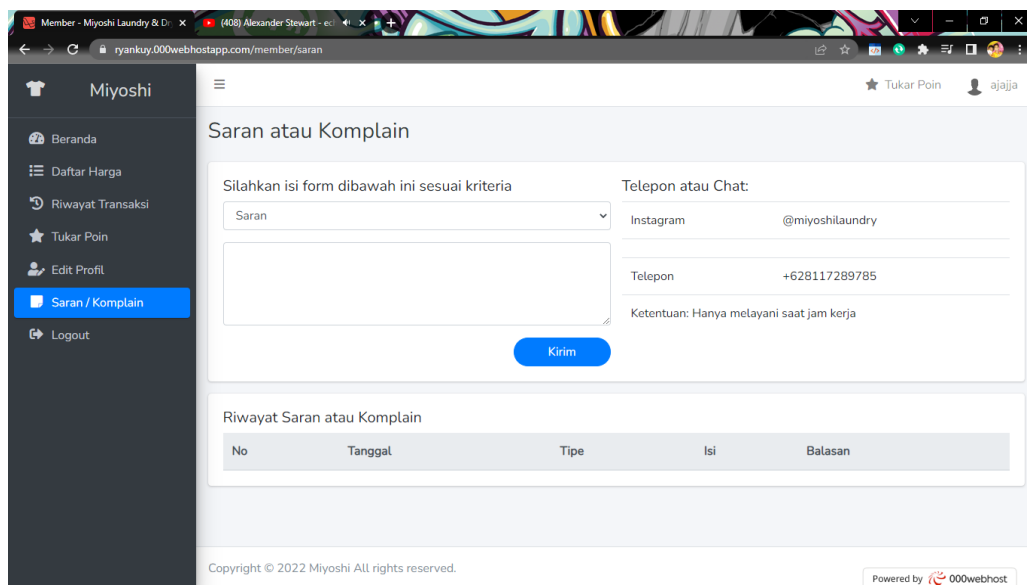 Member - Miyoshi Laundry & Dr
(408) Alexander Stewart - ec
ryankuy.000webhostapp.com/member/saran
Miyoshi
Tukar Poin
ajajja
Beranda
Daftar Harga
Riwayat Transaksi
Tukar Poin
Edit Profil
Saran / Komplain
Logout
Saran atau Komplain
Silahkan isi form dibawah ini sesuai kriteria
Saran
Kirim
Telepon atau Chat:
Instagram @miyoshilaundry
Telepon +628117289785
Ketentuan: Hanya melayani saat jam kerja
Riwayat Saran atau Komplain
No Tanggal Tipe Isi Balasan
Copyright © 2022 Miyoshi All rights reserved.
Powered by 000webhost